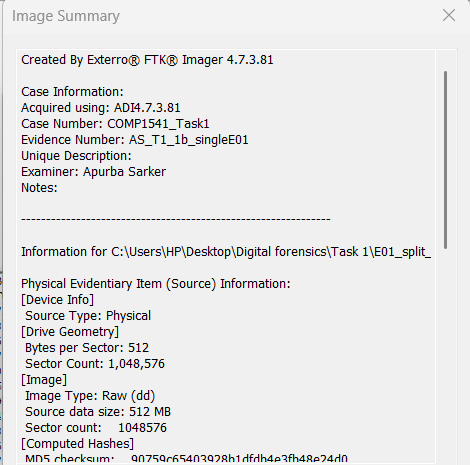 Image Summary
Created By Exterro® FTK® Imager 4.7.3.81
Case Information:
Acquired using: ADI4.7.3.81
Case Number: COMP1541_Task1
Evidence Number: AS_T1_1b_singleE01
Unique Description:
Examiner: Apurba Sarker
Notes:
--------------------------------------------------------------
Information for C:\Users\HP\Desktop\Digital forensics\Task 1\E01_split_
Physical Evidentiary Item (Source) Information:
[Device Info]
Source Type: Physical
[Drive Geometry]
Bytes per Sector: 512
Sector Count: 1,048,576
[Image]
Image Type: Raw (dd)
Source data size: 512 MB
Sector count: 1048576
[Computed Hashes]
MD5 checksum: 90759c65403928b1dfdb4e3fb48e24d0